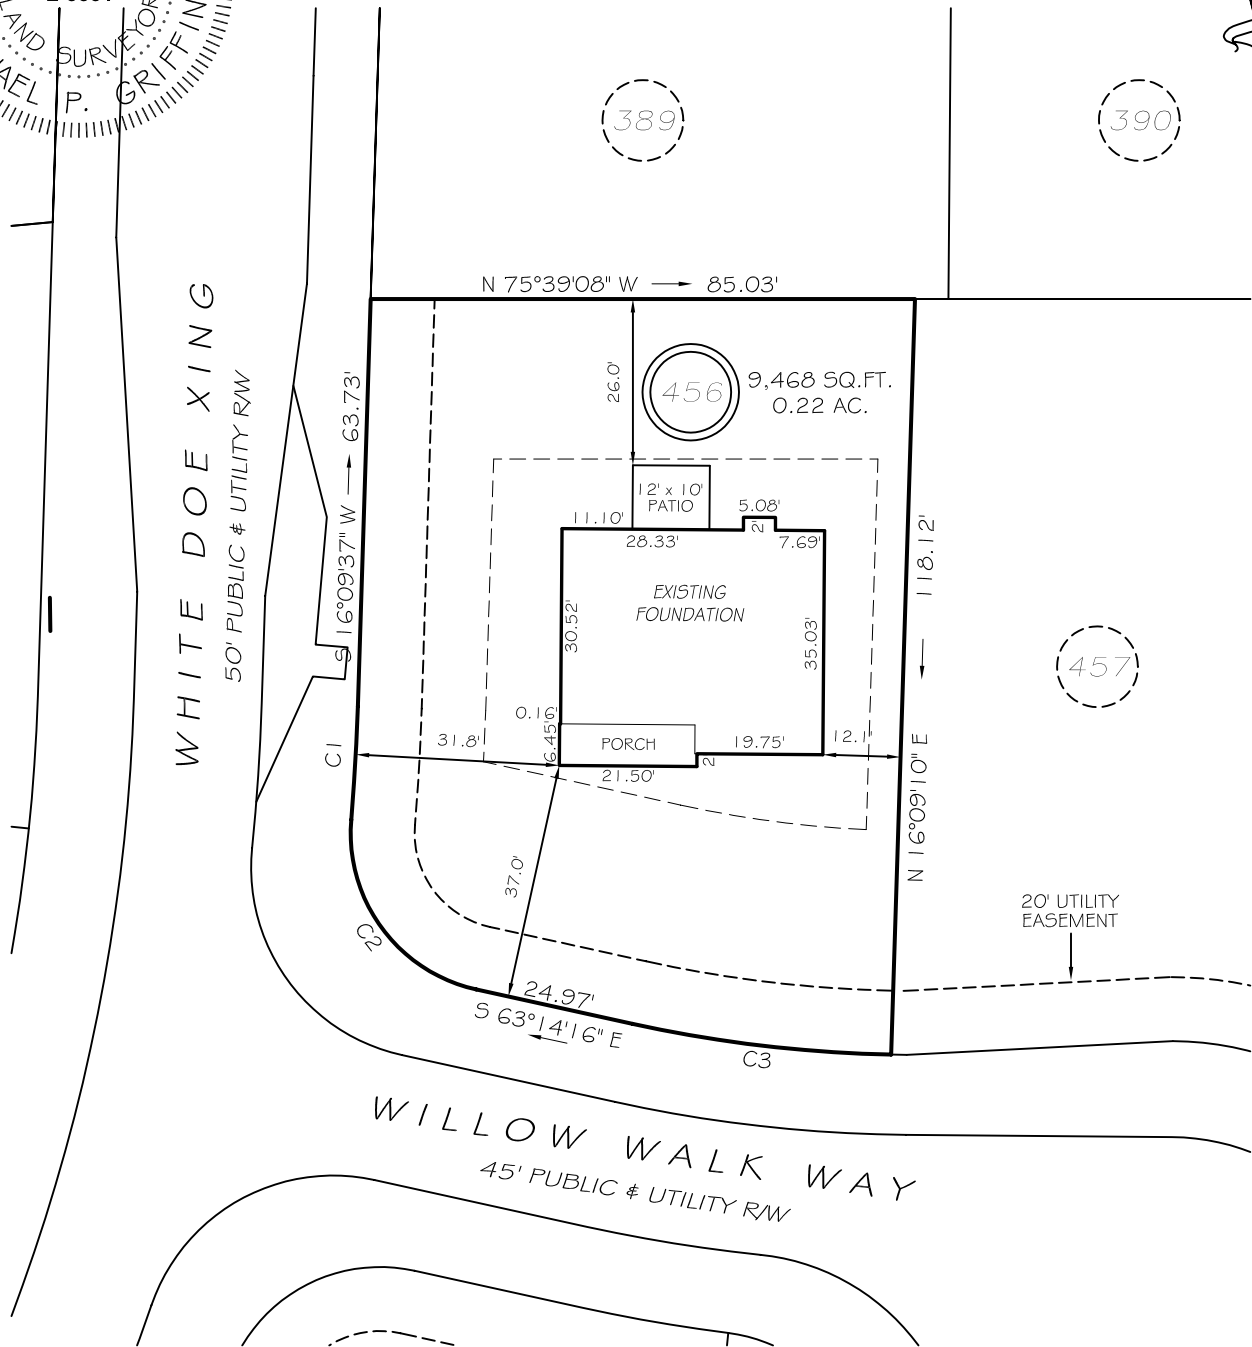 LAND SURVEYOR
AEL P. GRIFFIN
389
390
N 75°39'08" W 85.03'
WHITE DOE XING
50' PUBLIC & UTILITY R/W
S 16°09'37" W 63.73'
26.0'
456
9,468 SQ.FT.
0.22 AC.
12' x 10'
PATIO
5.08'
2'
11.10'
28.33'
7.69'
118.12'
N 16°09'10" E
EXISTING
FOUNDATION
30.52'
35.03'
457
0.16'
6.45'
PORCH
31.8'
19.75'
12.1'
2'
21.50'
C1
37.0'
20' UTILITY
EASEMENT
C2
24.97'
S 63°14'16" E
C3
WILLOW WALK WAY
45' PUBLIC & UTILITY R/W